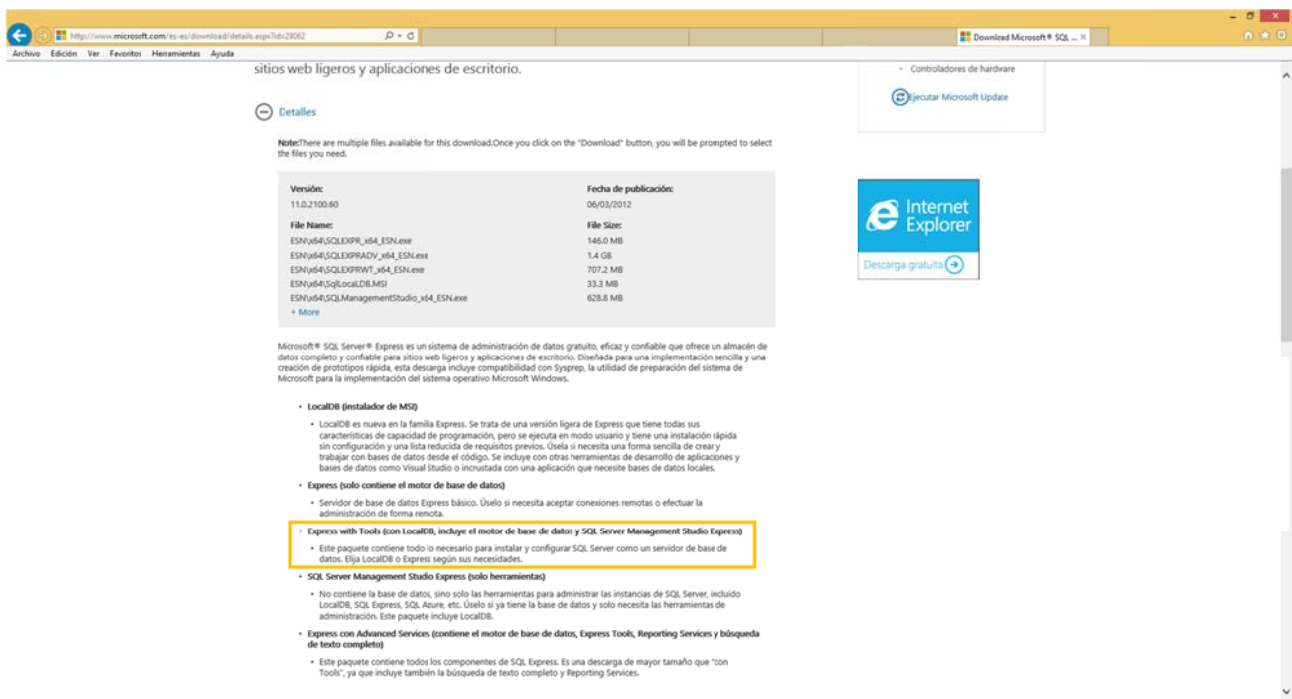 http://www.microsoft.com/es-es/download/details.aspx?id=29062
Download Microsoft® SQL ...
Archivo Edición Ver Favoritos Herramientas Ayuda
sitios web ligeros y aplicaciones de escritorio.
Controladores de hardware
Ejecutar Microsoft Update
Detalles
Note:There are multiple files available for this download.Once you click on the "Download" button, you will be prompted to select
the files you need.
Versión: Fecha de publicación:
11.0.2100.60 06/03/2012
File Name: File Size:
ESN\x64\SQLEXPR_x64_ESN.exe 146.0 MB
ESN\x64\SQLEXPRADV_x64_ESN.exe 1.4 GB
ESN\x64\SQLEXPRWT_x64_ESN.exe 707.2 MB
ESN\x64\SqlLocalDB.MSI 33.3 MB
ESN\x64\SQLManagementStudio_x64_ESN.exe 628.8 MB
+ More
Internet
Explorer
Descarga gratuita
Microsoft® SQL Server® Express es un sistema de administración de datos gratuito, eficaz y confiable que ofrece un almacén de
datos completo y confiable para sitios web ligeros y aplicaciones de escritorio. Diseñada para una implementación sencilla y una
creación de prototipos rápida, esta descarga incluye compatibilidad con Sysprep, la utilidad de preparación del sistema de
Microsoft para la implementación del sistema operativo Microsoft Windows.
• LocalDB (instalador de MSI)
• LocalDB es nueva en la familia Express. Se trata de una versión ligera de Express que tiene todas sus
características de capacidad de programación, pero se ejecuta en modo usuario y tiene una instalación rápida
sin configuración y una lista reducida de requisitos previos. Úsela si necesita una forma sencilla de crear y
trabajar con bases de datos desde el código. Se incluye con otras herramientas de desarrollo de aplicaciones y
bases de datos como Visual Studio o incrustada con una aplicación que necesite bases de datos locales.
• Express (solo contiene el motor de base de datos)
• Servidor de base de datos Express básico. Úselo si necesita aceptar conexiones remotas o efectuar la
administración de forma remota.
• Express with Tools (con LocalDB, incluye el motor de base de datos y SQL Server Management Studio Express)
• Este paquete contiene todo lo necesario para instalar y configurar SQL Server como un servidor de base de
datos. Elija LocalDB o Express según sus necesidades.
• SQL Server Management Studio Express (solo herramientas)
• No contiene la base de datos, sino solo las herramientas para administrar las instancias de SQL Server, incluido
LocalDB, SQL Express, SQL Azure, etc. Úselo si ya tiene la base de datos y solo necesita las herramientas de
administración. Este paquete incluye LocalDB.
• Express con Advanced Services (contiene el motor de base de datos, Express Tools, Reporting Services y búsqueda
de texto completo)
• Este paquete contiene todos los componentes de SQL Express. Es una descarga de mayor tamaño que "con
Tools", ya que incluye también la búsqueda de texto completo y Reporting Services.